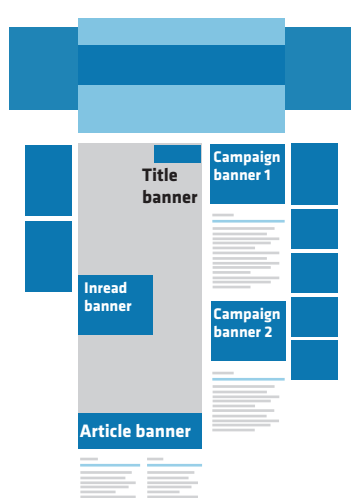 Title
banner
Campaign
banner 1
Inread
banner
Campaign
banner 2
Article banner